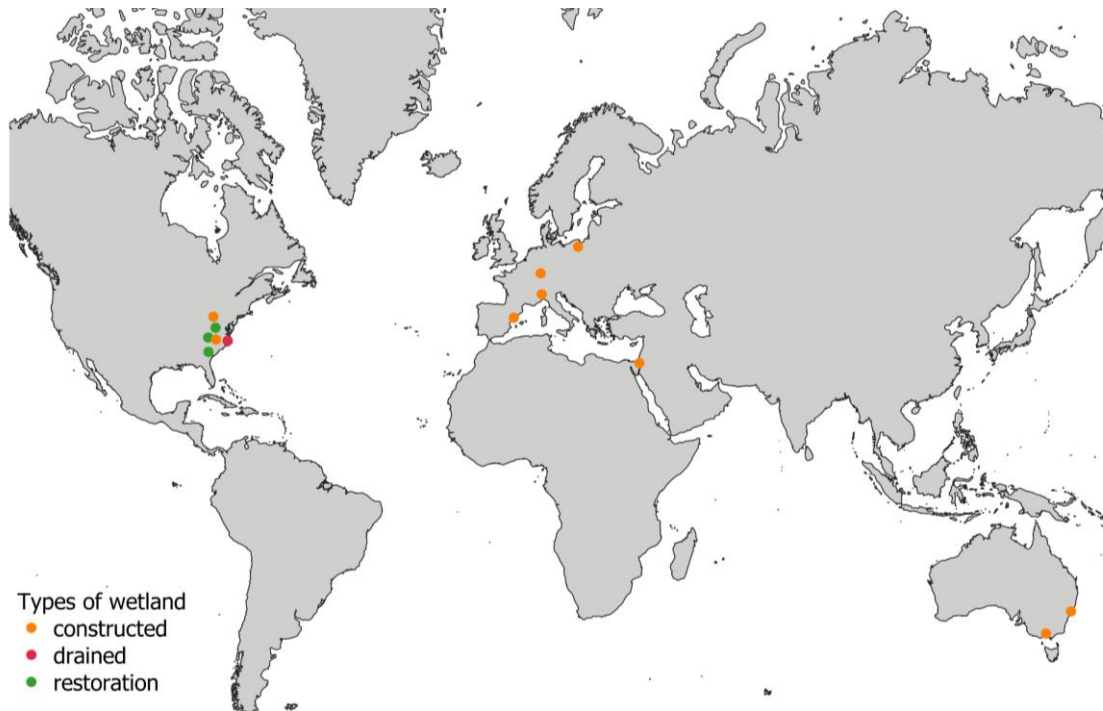 Types of wetland
constructed
drained
restoration